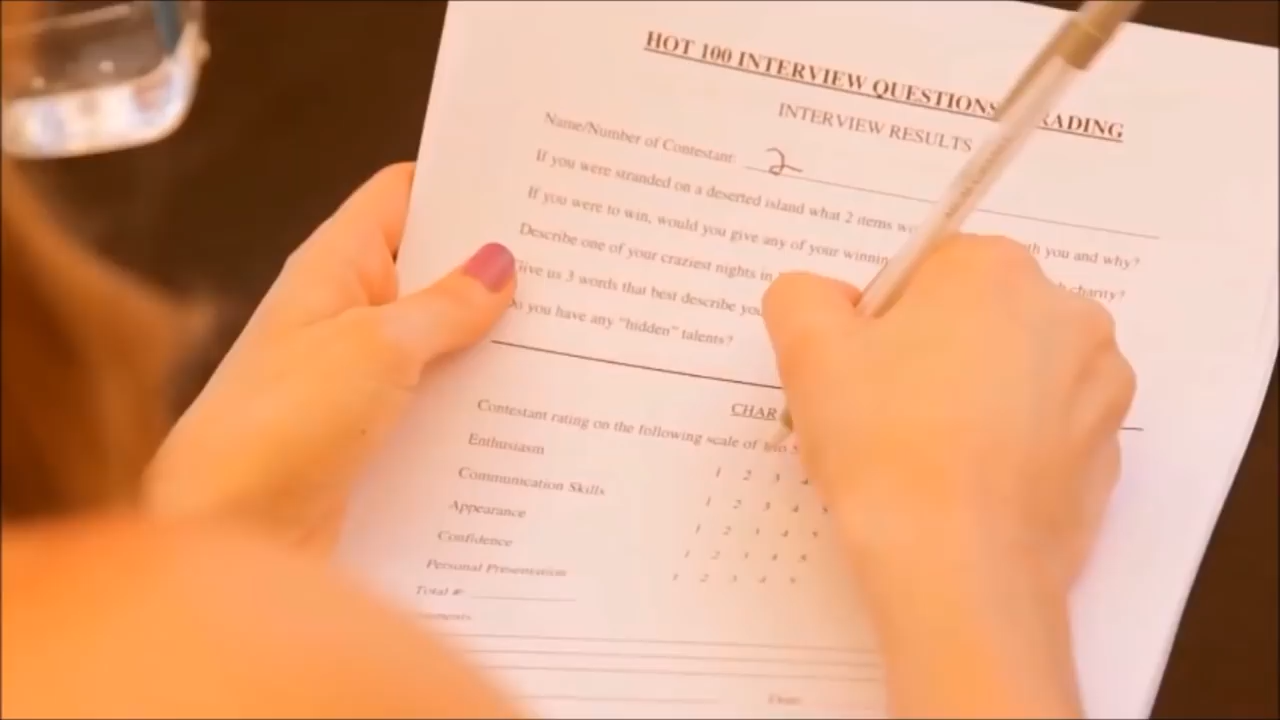 HOT 100 INTERVIEW QUESTIONS RADING
INTERVIEW RESULTS
Name/Number of Contestant: 2
If you were stranded on a deserted island what 2 items you and why?
If you were to win, would you give any of your charity?
Describe one of your craziest nights in
Give us 3 words that best describe
Do you have any "hidden" talents?
CHAR
Contestant rating on the following scale of
Enthusiasm 1 2 3 4
Communication Skills 1 2 3 4 5
Appearance 1 2 3 4 5
Confidence 1 2 3 4 5
Personal Presentation 1 2 3 4 5
Total #:
Date: